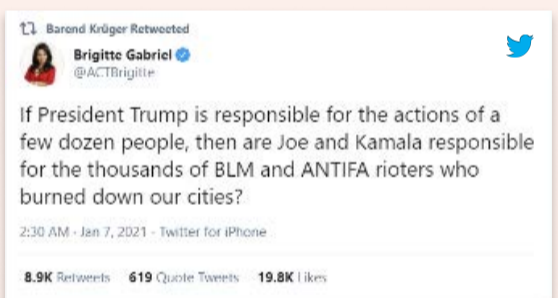 Barend Krüger Retweeted
Brigitte Gabriel
@ACTBrigitte
If President Trump is responsible for the actions of a
few dozen people, then are Joe and Kamala responsible
for the thousands of BLM and ANTIFA rioters who
burned down our cities?
2:30 AM · Jan 7, 2021 · Twitter for iPhone
8.9K Retweets 619 Quote Tweets 19.8K Likes